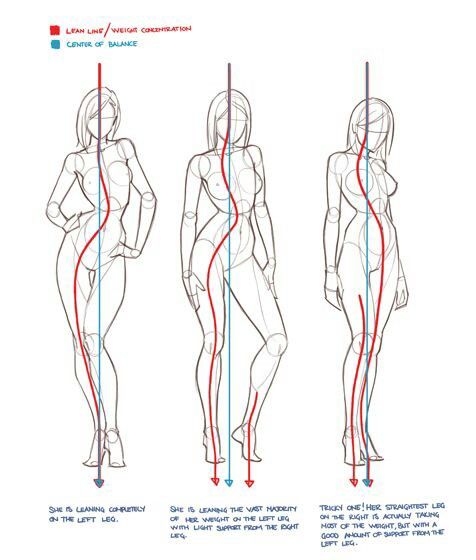 LEAN LINE/WEIGHT CONCENTRATION
CENTER OF BALANCE
SHE IS LEANING COMPLETELY
ON THE LEFT LEG.
SHE IS LEANING THE VAST MAJORITY
OF HER WEIGHT ON THE LEFT LEG
WITH LIGHT SUPPORT FROM THE RIGHT
LEG.
TRICKY ONE! HER STRAIGHTEST LEG
ON THE RIGHT IS ACTUALLY TAKING
MOST OF THE WEIGHT, BUT WITH A
GOOD AMOUNT OF SUPPORT FROM THE
LEFT LEG.